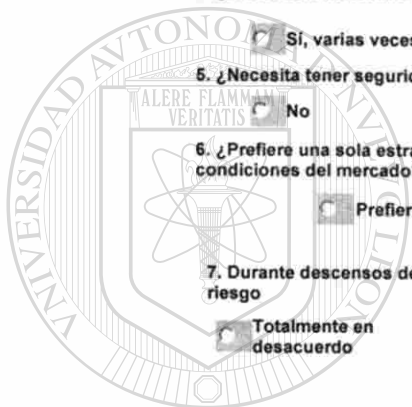 Sí, varias veces
5. ¿Necesita tener segurid
No
6. ¿Prefiere una sola estra
condiciones del mercado
Prefier
7. Durante descensos de
riesgo
Totalmente en
desacuerdo
ALERE FLAMMAM
VERITATIS